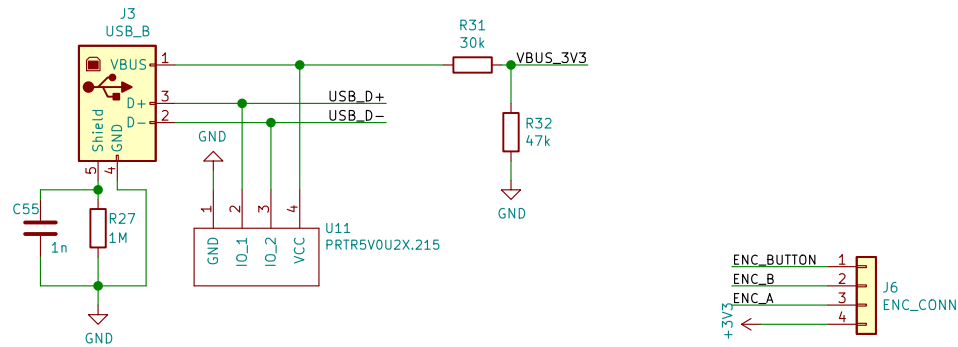 J3
USB_B
VBUS
1
D+
3
D-
2
Shield
GND
5
4
C55
1n
R27
1M
GND
R31
30k
VBUS_3V3
USB_D+
USB_D-
R32
47k
GND
GND
1
2
3
4
GND
IO_1
IO_2
VCC
U11
PRTR5V0U2X.215
ENC_BUTTON
1
ENC_B
2
ENC_A
3
+3V3
4
J6
ENC_CONN